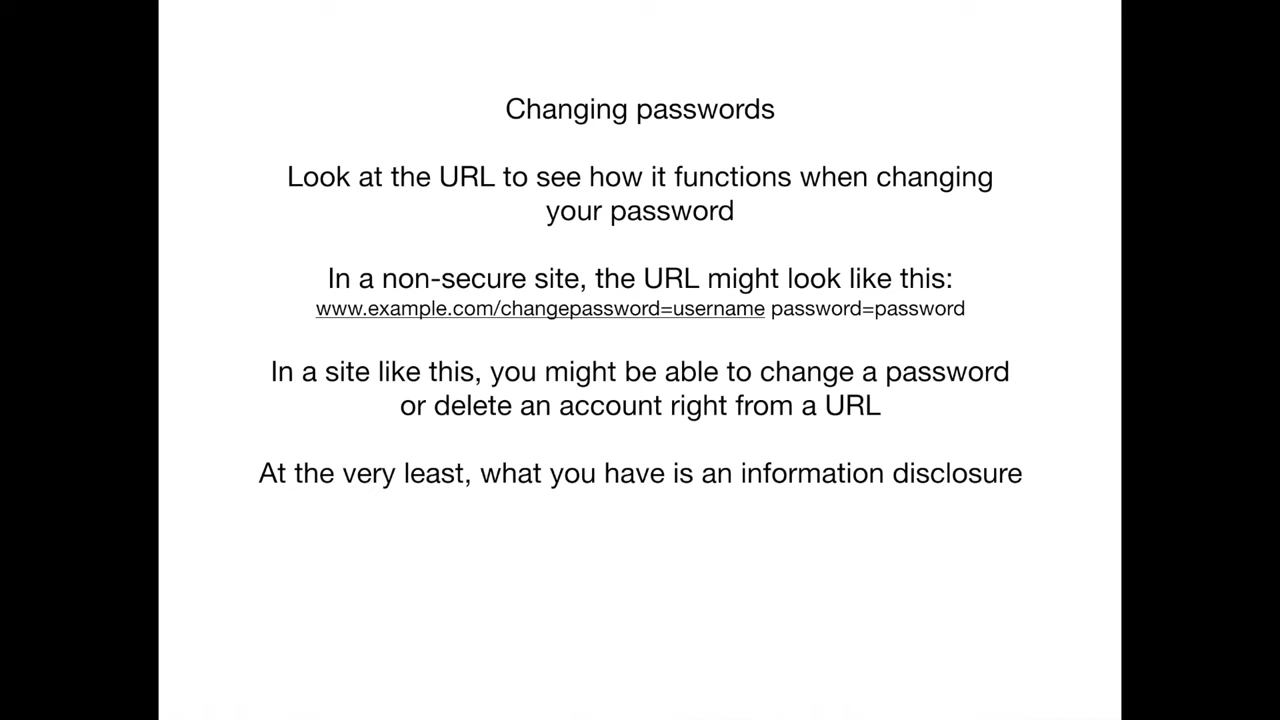 Changing passwords
Look at the URL to see how it functions when changing
your password
In a non-secure site, the URL might look like this:
www.example.com/changepassword=username password=password
In a site like this, you might be able to change a password
or delete an account right from a URL
At the very least, what you have is an information disclosure